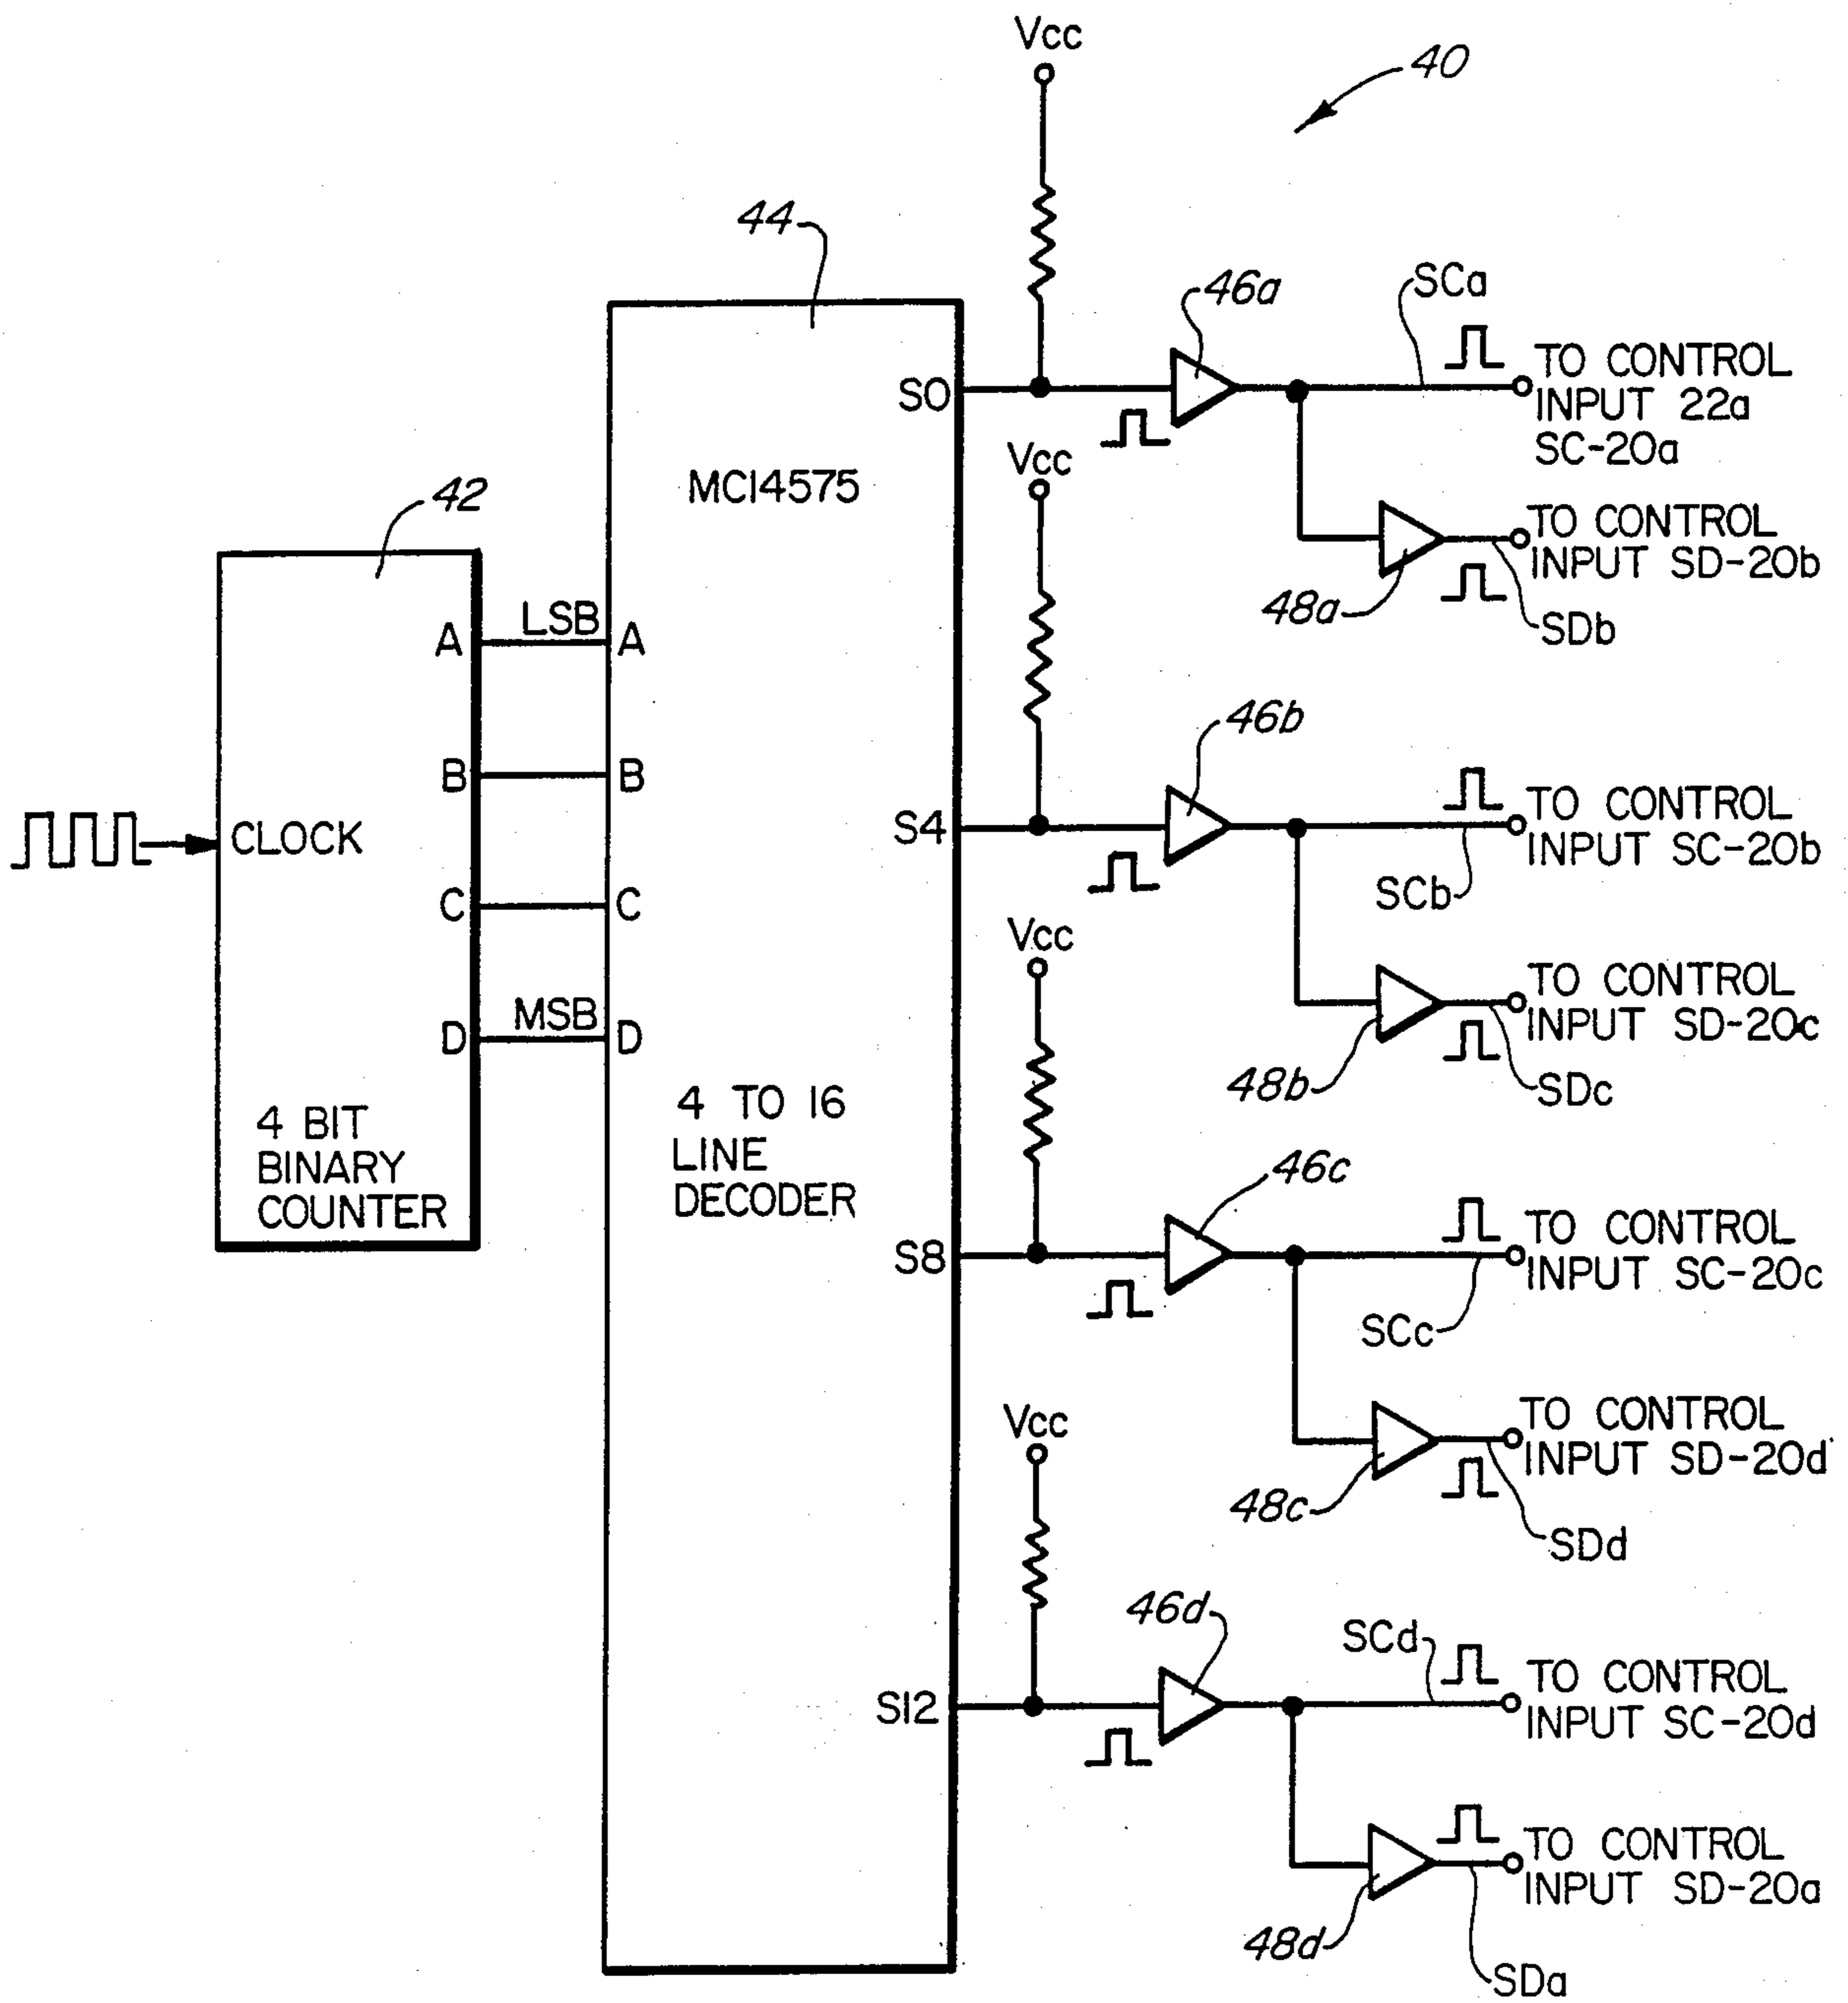 Vcc
40
44
46a
SCa
TO CONTROL
INPUT 22a
SC-20a
S0
MC14575
Vcc
42
TO CONTROL
INPUT SD-20b
48a
SDb
A
LSB
A
46b
B
B
S4
TO CONTROL
INPUT SC-20b
CLOCK
SCb
C
C
Vcc
TO CONTROL
INPUT SD-20c
D
MSB
D
48b
SDc
4 BIT
BINARY
COUNTER
4 TO 16
LINE
DECODER
46c
S8
TO CONTROL
INPUT SC-20c
SCc
Vcc
TO CONTROL
INPUT SD-20d
48c
SDd
46d
SCd
S12
TO CONTROL
INPUT SC-20d
TO CONTROL
INPUT SD-20a
48d
SDa